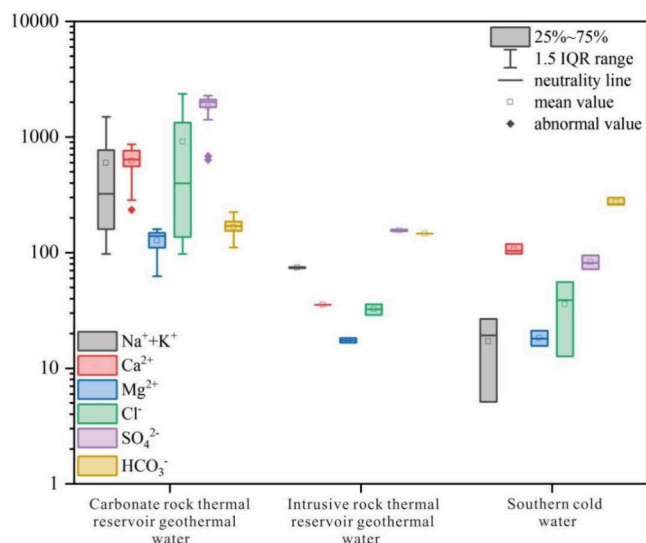 10000
1000
100
10
1
25%~75%
1.5 IQR range
neutrality line
mean value
abnormal value
Na⁺+K⁺
Ca²⁺
Mg²⁺
Cl⁻
SO₄²⁻
HCO₃⁻
Carbonate rock thermal
reservoir geothermal
water
Intrusive rock thermal
reservoir geothermal water
Southern cold
water